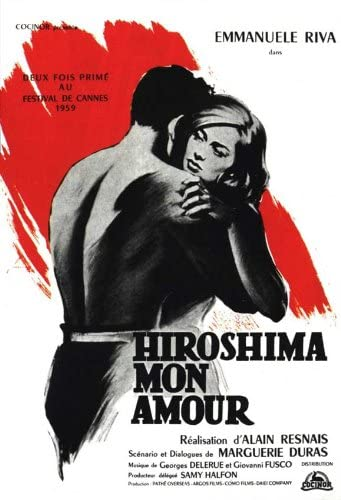 COCINOR présente
EMMANUELE RIVA
dans
DEUX FOIS PRIMÉ
AU
FESTIVAL DE CANNES
1959
HIROSHIMA
MON
AMOUR
Réalisation d'ALAIN RESNAIS
Scénario et Dialogues de MARGUERIE DURAS
Musique de GEORGES DELERUE et GIOVANNI FUSCO
Producteur délégué SAMY HALFON
Production : PATHÉ OVERSEAS - ARGOS FILMS - COMO FILMS - DAIEI COMPANY
DISTRIBUTION
COCINOR